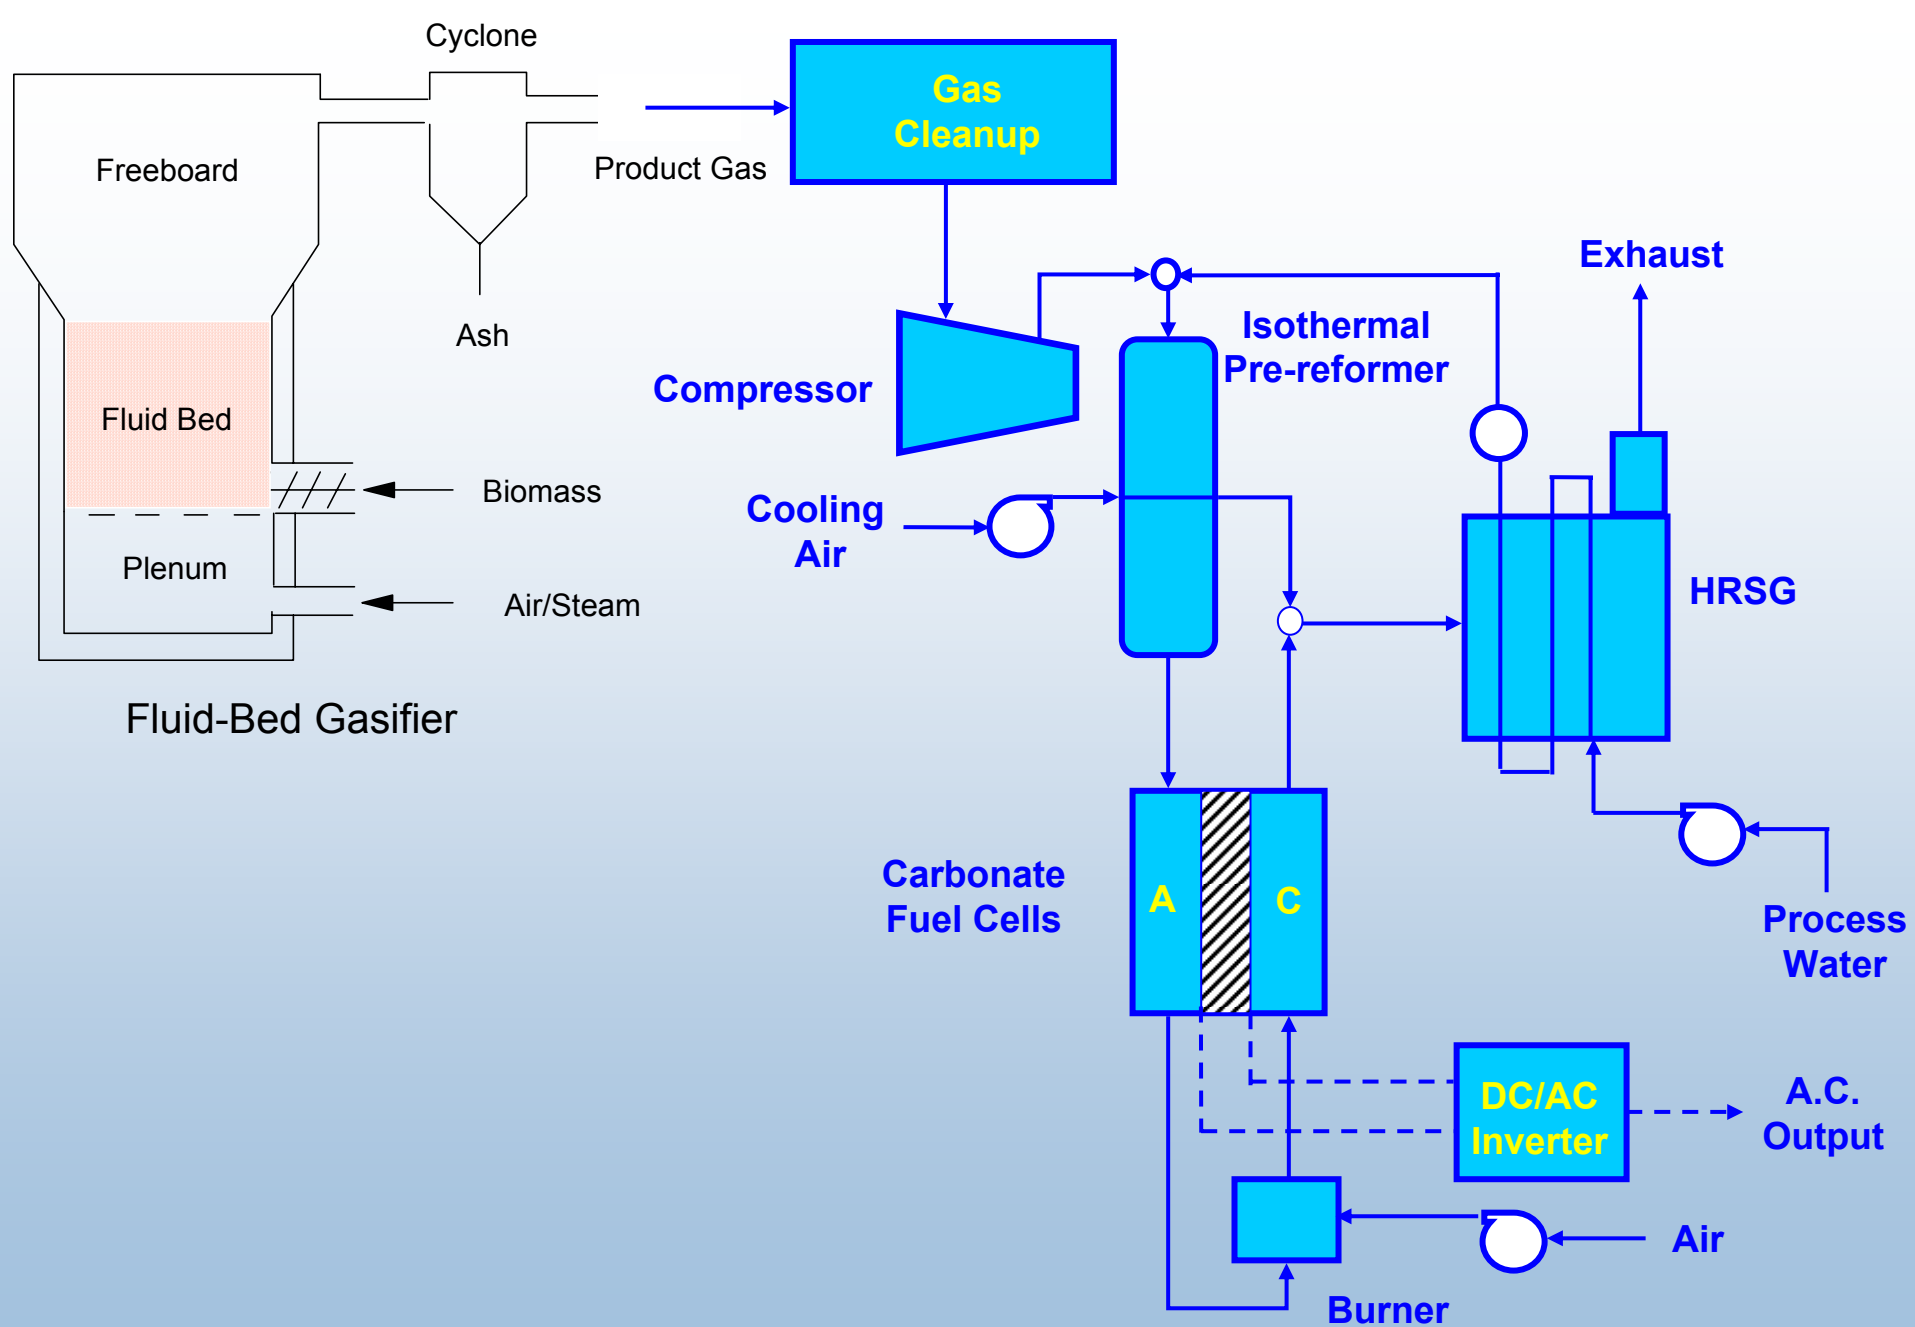 Cyclone
Gas
Cleanup
Freeboard
Product Gas
Exhaust
Ash
Isothermal
Pre-reformer
Compressor
Fluid Bed
Biomass
Cooling
Air
Plenum
Air/Steam
HRSG
Fluid-Bed Gasifier
Carbonate
Fuel Cells
A
C
Process
Water
DC/AC
Inverter
A.C.
Output
Air
Burner